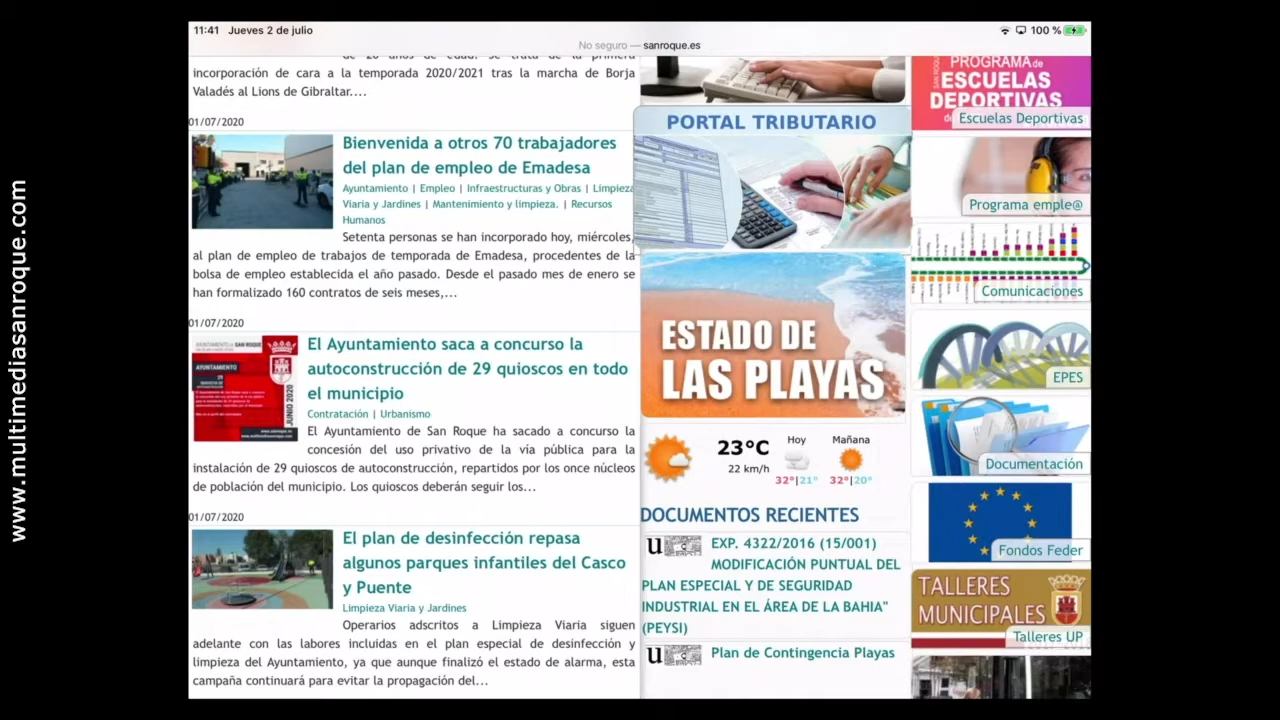 www.multimediasanroque.com
11:41 Jueves 2 de julio
100 %
No seguro — sanroque.es
incorporación de cara a la temporada 2020/2021 tras la marcha de Borja
Valadés al Lions de Gibraltar....
01/07/2020
Bienvenida a otros 70 trabajadores
del plan de empleo de Emadesa
Ayuntamiento | Empleo | Infraestructuras y Obras | Limpieza
Viaria y Jardines | Mantenimiento y limpieza. | Recursos
Humanos
Setenta personas se han incorporado hoy, miércoles,
al plan de empleo de trabajos de temporada de Emadesa, procedentes de la
bolsa de empleo establecida el año pasado. Desde el pasado mes de enero se
han formalizado 160 contratos de seis meses,...
01/07/2020
AYUNTAMIENTO
JUNIO 2020
El Ayuntamiento saca a concurso la
autoconstrucción de 29 quioscos en todo
el municipio
Contratación | Urbanismo
El Ayuntamiento de San Roque ha sacado a concurso la
concesión del uso privativo de la vía pública para la
instalación de 29 quioscos de autoconstrucción, repartidos por los once núcleos
de población del municipio. Los quioscos deberán seguir los...
01/07/2020
El plan de desinfección repasa
algunos parques infantiles del Casco
y Puente
Limpieza Viaria y Jardines
Operarios adscritos a Limpieza Viaria siguen
adelante con las labores incluidas en el plan especial de desinfección y
limpieza del Ayuntamiento, ya que aunque finalizó el estado de alarma, esta
campaña continuará para evitar la propagación del...
PORTAL TRIBUTARIO
ESTADO DE
LAS PLAYAS
23°C
22 km/h
Hoy
32°|21°
Mañana
32°|20°
DOCUMENTOS RECIENTES
EXP. 4322/2016 (15/001)
MODIFICACIÓN PUNTUAL DEL
PLAN ESPECIAL Y DE SEGURIDAD
INDUSTRIAL EN EL ÁREA DE LA BAHIA"
(PEYSI)
Plan de Contingencia Playas
PROGRAMA de
ESCUELAS
DEPORTIVAS
Escuelas Deportivas
Programa emple@
Comunicaciones
EPES
Documentación
Fondos Feder
TALLERES
MUNICIPALES
Talleres UP